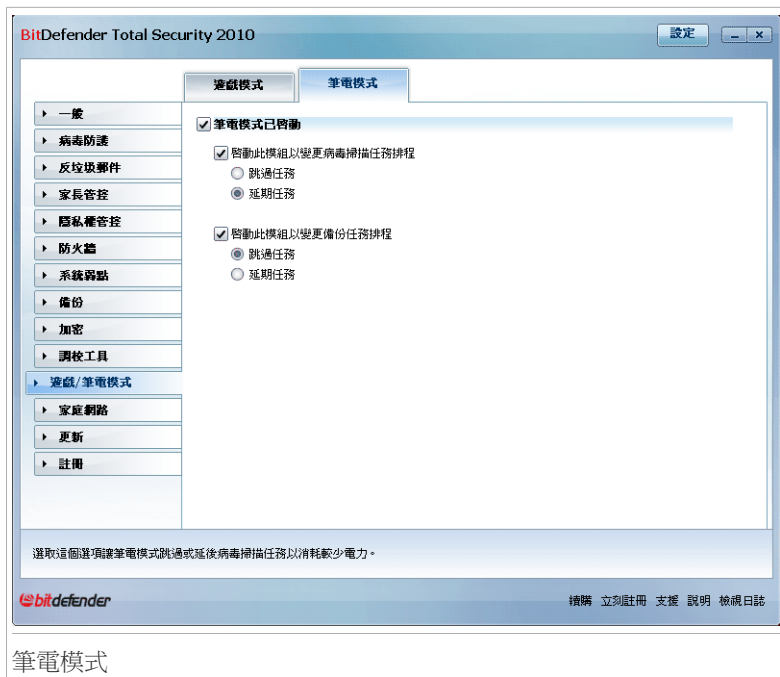 BitDefender Total Security 2010
設定
遊戲模式
筆電模式
一般
病毒防護
反垃圾郵件
家長管控
隱私權管控
防火牆
系統弱點
備份
加密
調校工具
遊戲/筆電模式
家庭網路
更新
註冊
筆電模式已啓動
啓動此模組以變更病毒掃描任務排程
跳過任務
延期任務
啓動此模組以變更備份任務排程
跳過任務
延期任務
選取這個選項讓筆電模式跳過或延後病毒掃描任務,以消耗較少電力。
bitdefender
續購 立刻註冊 支援 說明 檢視日誌
筆電模式